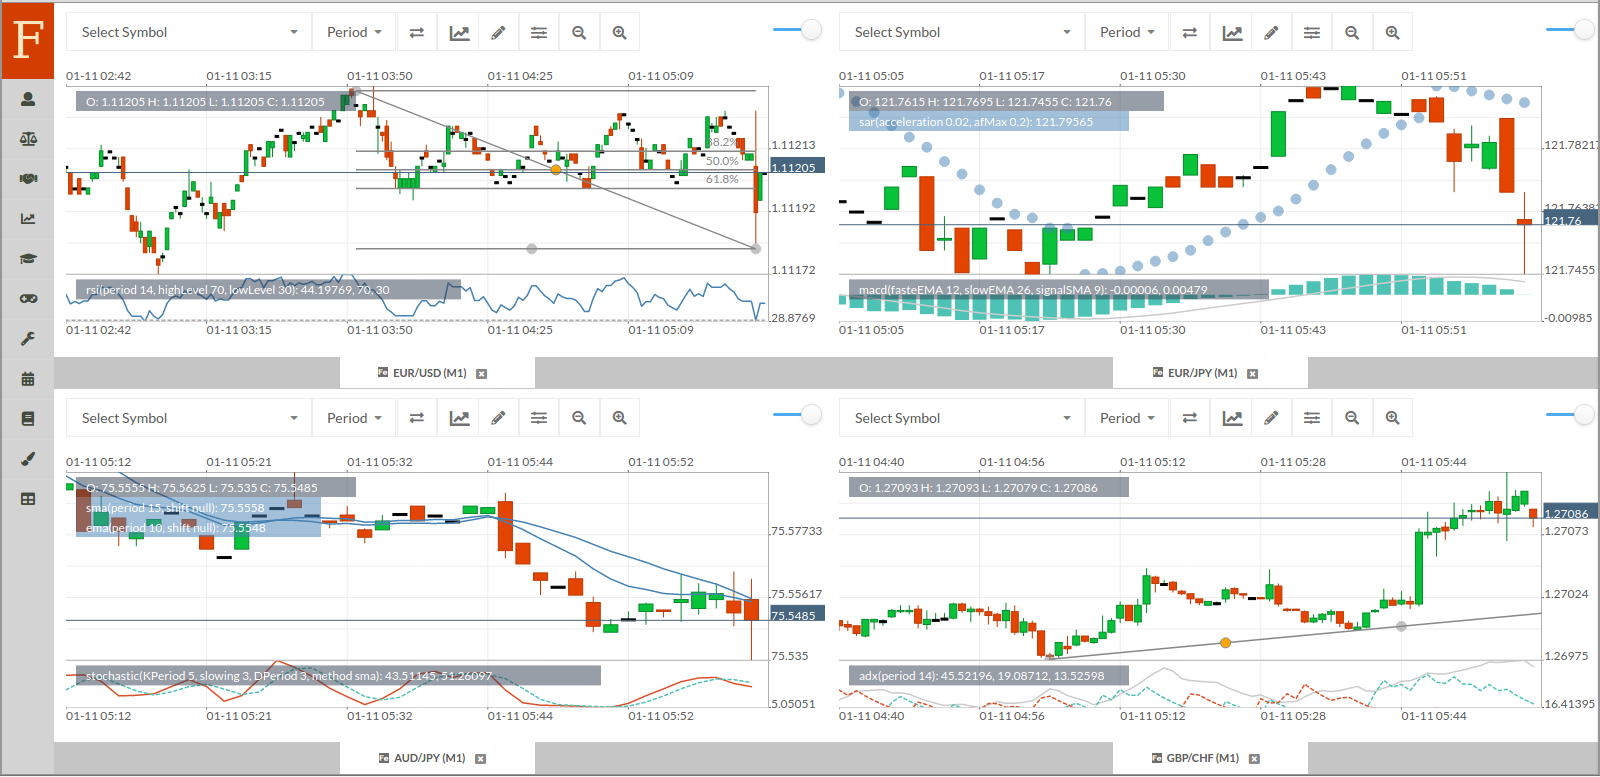 F
Select Symbol Period
01-11 02:42 01-11 03:15 01-11 03:50 01-11 04:25 01-11 05:09
O: 1.11205 H: 1.11205 L: 1.11205 C: 1.11205
38.2%
1.11213
50.0%
1.11205
61.8%
1.11192
1.11172
rsi(period 14, highLevel 70, lowLevel 30): 44.19769, 70, 30
28.8769
01-11 02:42 01-11 03:15 01-11 03:50 01-11 04:25 01-11 05:09
Fe EUR/USD (M1)
Select Symbol Period
01-11 05:05 01-11 05:17 01-11 05:30 01-11 05:43 01-11 05:51
O: 121.7615 H: 121.7695 L: 121.7455 C: 121.76
sar(acceleration 0.02, afMax 0.2): 121.79565
121.78217
121.76
121.7455
macd(fasteEMA 12, slowEMA 26, signalSMA 9): -0.00006, 0.00479
-0.00985
01-11 05:05 01-11 05:17 01-11 05:30 01-11 05:43 01-11 05:51
Fe EUR/JPY (M1)
Select Symbol Period
01-11 05:12 01-11 05:21 01-11 05:32 01-11 05:44 01-11 05:52
O: 75.5555 H: 75.5625 L: 75.535 C: 75.5485
sma(period 15, shift null): 75.5558
ema(period 10, shift null): 75.5548
75.57733
75.55617
75.5485
75.535
stochastic(KPeriod 5, slowing 3, DPeriod 3, method sma): 43.51145, 51.26097
5.05051
01-11 05:12 01-11 05:21 01-11 05:32 01-11 05:44 01-11 05:52
Fe AUD/JPY (M1)
Select Symbol Period
01-11 04:40 01-11 04:56 01-11 05:12 01-11 05:28 01-11 05:44
O: 1.27093 H: 1.27093 L: 1.27079 C: 1.27086
1.27086
1.27073
1.27024
1.26975
adx(period 14): 45.52196, 19.08712, 13.52598
16.41395
01-11 04:40 01-11 04:56 01-11 05:12 01-11 05:28 01-11 05:44
Fe GBP/CHF (M1)